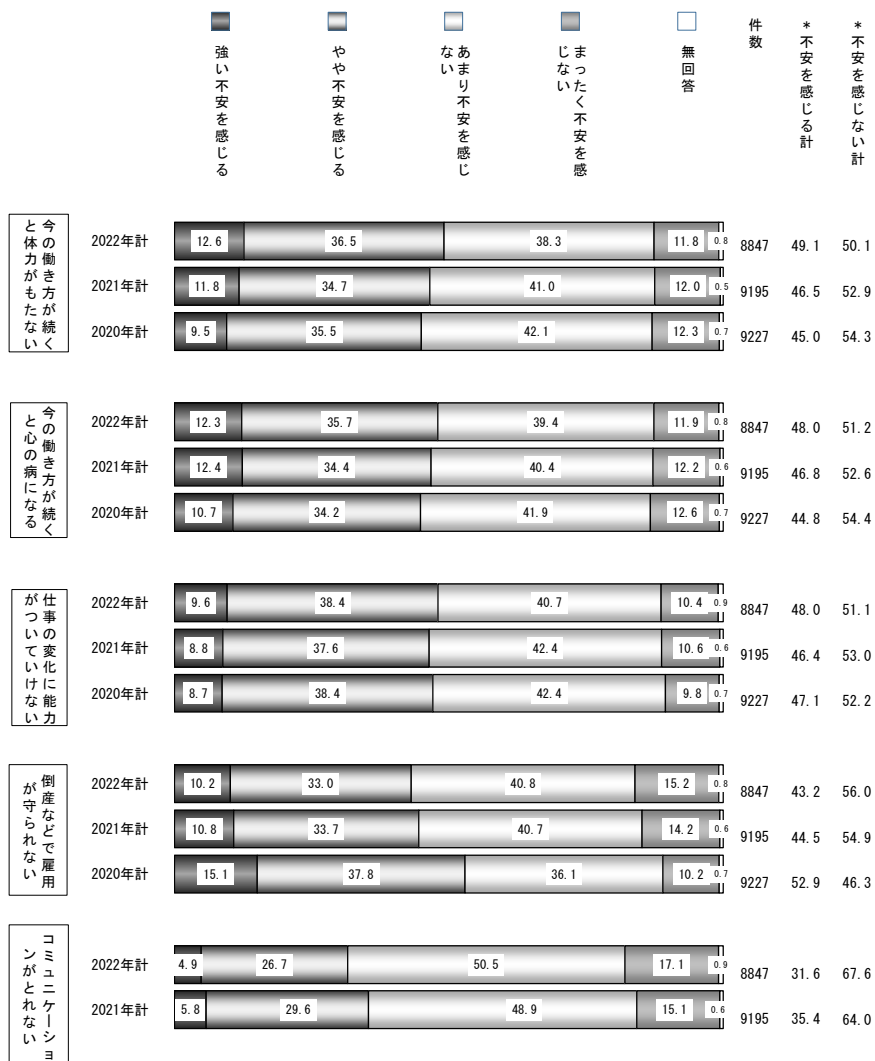 強い不安を感じる
やや不安を感じる
あまり不安を感じ
ない
まったく不安を感
じない
無回答
件数
*不安を感じる計
*不安を感じない計
今の働き方が続く
と体力がもたない
2022年計 12.6 36.5 38.3 11.8 0.8 8847 49.1 50.1
2021年計 11.8 34.7 41.0 12.0 0.5 9195 46.5 52.9
2020年計 9.5 35.5 42.1 12.3 0.7 9227 45.0 54.3
今の働き方が続く
と心の病になる
2022年計 12.3 35.7 39.4 11.9 0.8 8847 48.0 51.2
2021年計 12.4 34.4 40.4 12.2 0.6 9195 46.8 52.6
2020年計 10.7 34.2 41.9 12.6 0.7 9227 44.8 54.4
仕事の変化に能力
がついていけない
2022年計 9.6 38.4 40.7 10.4 0.9 8847 48.0 51.1
2021年計 8.8 37.6 42.4 10.6 0.6 9195 46.4 53.0
2020年計 8.7 38.4 42.4 9.8 0.7 9227 47.1 52.2
倒産などで雇用
が守られない
2022年計 10.2 33.0 40.8 15.2 0.8 8847 43.2 56.0
2021年計 10.8 33.7 40.7 14.2 0.6 9195 44.5 54.9
2020年計 15.1 37.8 36.1 10.2 0.7 9227 52.9 46.3
コミュニケーショ
ンがとれない
2022年計 4.9 26.7 50.5 17.1 0.9 8847 31.6 67.6
2021年計 5.8 29.6 48.9 15.1 0.6 9195 35.4 64.0